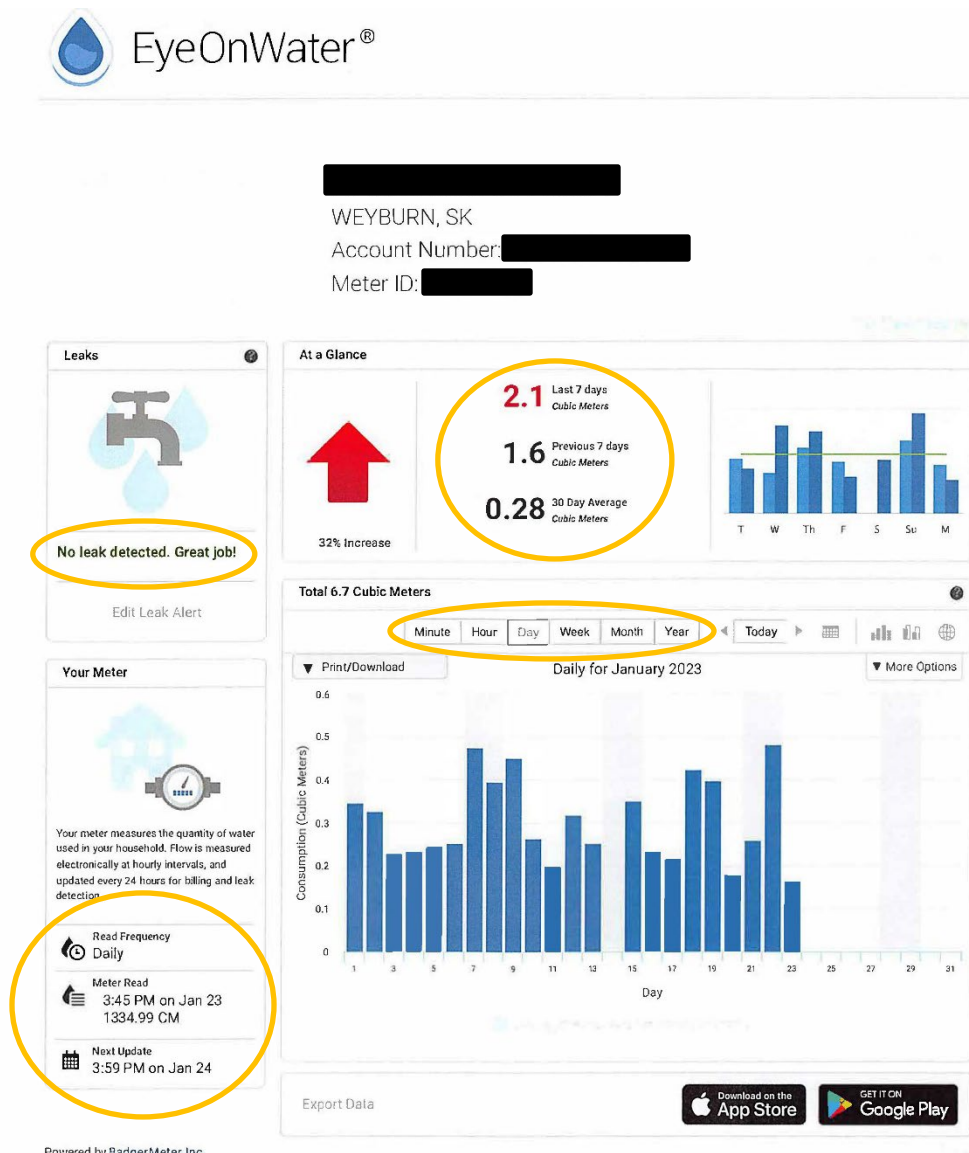 EyeOnWater®
WEYBURN, SK
Account Number:
Meter ID:
Leaks
No leak detected. Great job!
Edit Leak Alert
At a Glance
32% Increase
2.1 Last 7 days
Cubic Meters
1.6 Previous 7 days
Cubic Meters
0.28 30 Day Average
Cubic Meters
T W Th F S Su M
Total 6.7 Cubic Meters
Minute Hour Day Week Month Year Today
Print/Download
Daily for January 2023
More Options
Consumption (Cubic Meters)
0.6
0.5
0.4
0.3
0.2
0.1
0
1 3 5 7 9 11 13 15 17 19 21 23 25 27 29 31
Day
Your Meter
Your meter measures the quantity of water
used in your household. Flow is measured
electronically at hourly intervals, and
updated every 24 hours for billing and leak
detection.
Read Frequency
Daily
Meter Read
3:45 PM on Jan 23
1334.99 CM
Next Update
3:59 PM on Jan 24
Export Data
Download on the
App Store
GET IT ON
Google Play
Powered by BadgerMeter Inc